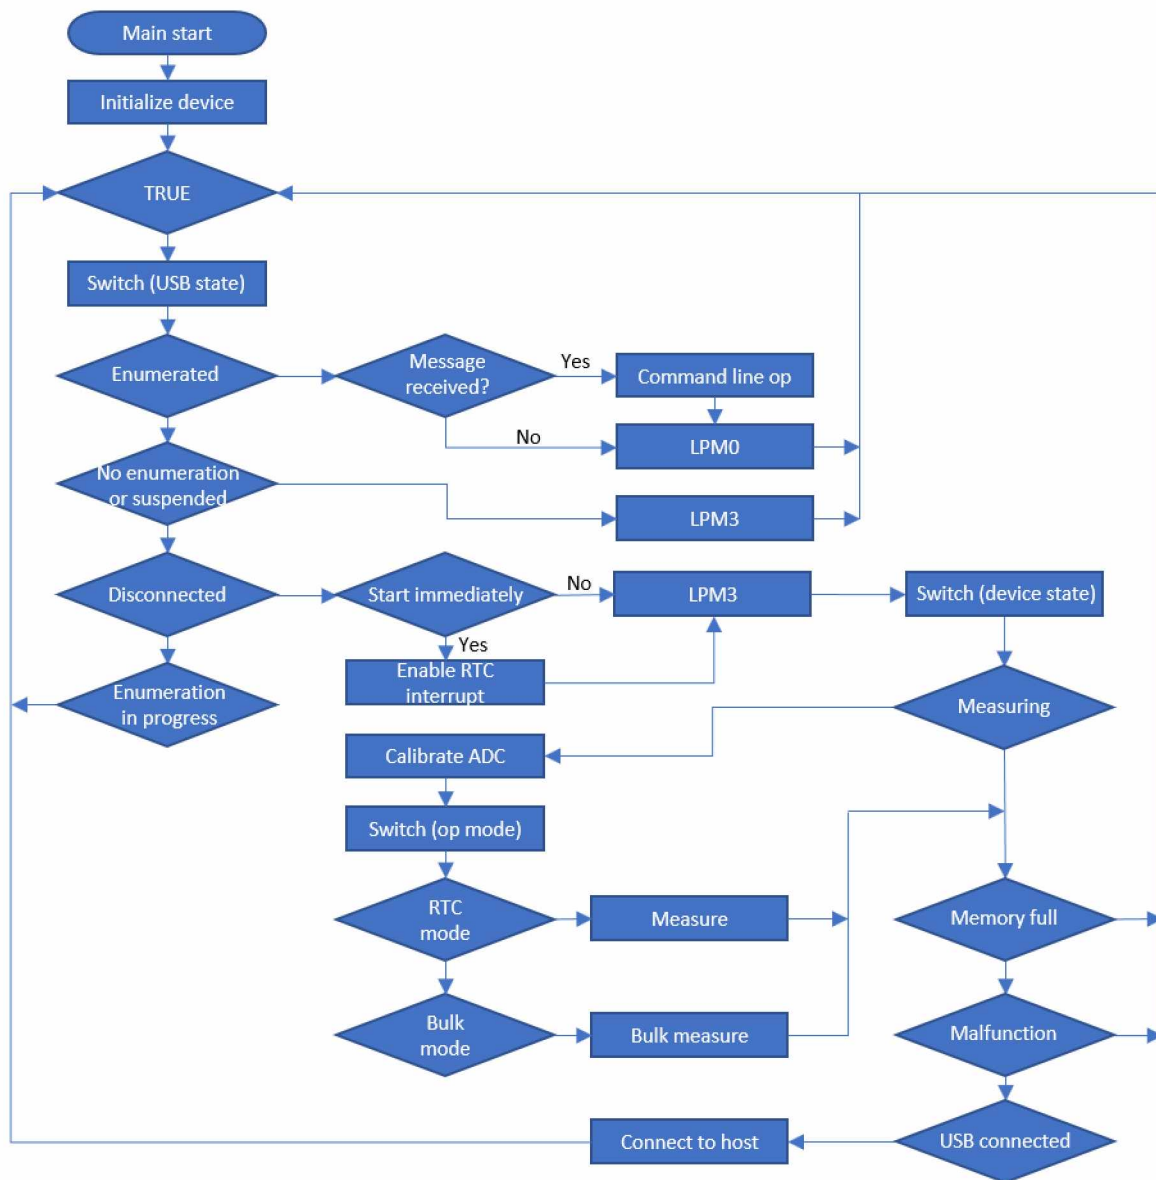 Main start
Initialize device
TRUE
Switch (USB state)
Enumerated
Message
received?
Yes
Command line op
No
LPM0
No enumeration
or suspended
LPM3
Disconnected
Start immediately
No
LPM3
Switch (device state)
Yes
Enable RTC
interrupt
Enumeration
in progress
Measuring
Calibrate ADC
Switch (op mode)
RTC
mode
Measure
Memory full
Bulk
mode
Bulk measure
Malfunction
Connect to host
USB connected